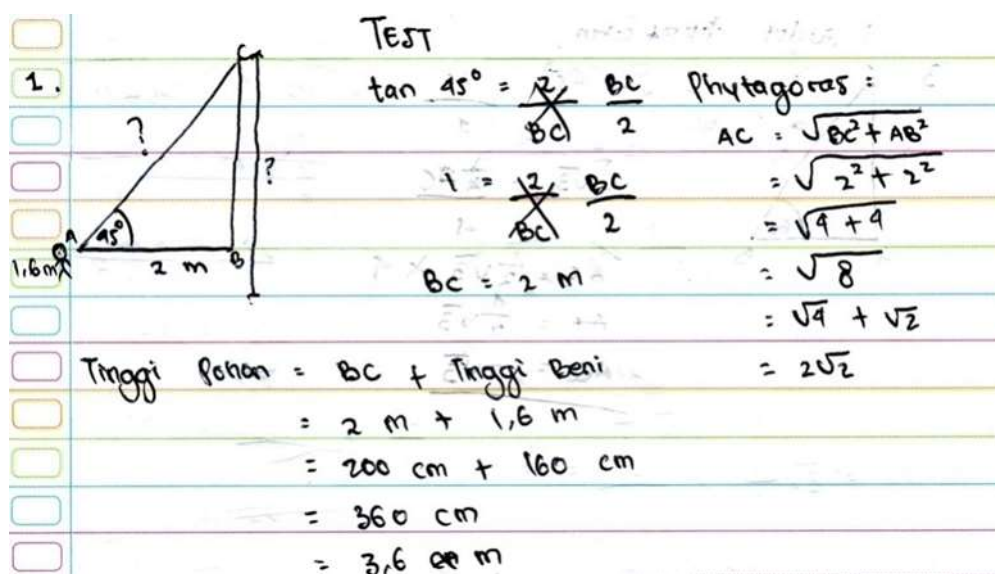 TEST
1.
C
?
?
A
45°
1,6 m
2 m
B
tan 45° = 2/BC BC/2
1 = 2/BC BC/2
BC = 2 m
Phytagoras :
AC = √BC² + AB²
= √2² + 2²
= √4 + 4
= √8
= √4 + √2
= 2√2
Tinggi Pohon = BC + Tinggi Beni
= 2 m + 1,6 m
= 200 cm + 160 cm
= 360 cm
= 3,6 m